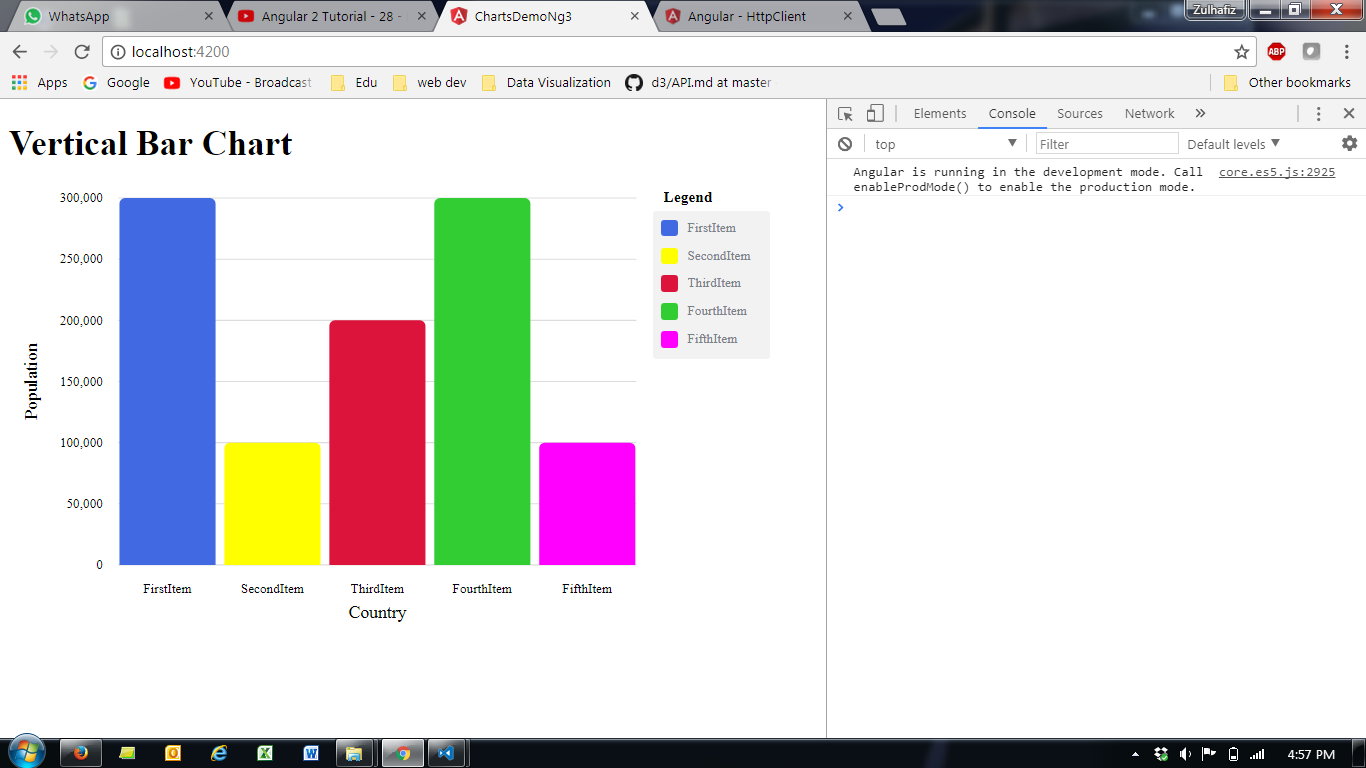 WhatsApp
Angular 2 Tutorial - 28 -
ChartsDemoNg3
Angular - HttpClient
Zulhafiz
localhost:4200
ABP
Apps
Google
YouTube - Broadcast
Edu
web dev
Data Visualization
d3/API.md at master
Other bookmarks
Vertical Bar Chart
300,000
250,000
200,000
150,000
100,000
50,000
0
Population
FirstItem
SecondItem
ThirdItem
FourthItem
FifthItem
Country
Legend
FirstItem
SecondItem
ThirdItem
FourthItem
FifthItem
Elements
Console
Sources
Network
top
Filter
Default levels
Angular is running in the development mode. Call core.es5.js:2925
enableProdMode() to enable the production mode.
4:57 PM